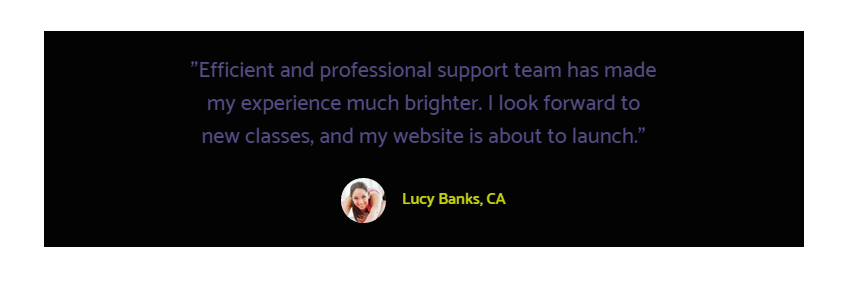 ”Efficient and professional support team has made
my experience much brighter. I look forward to
new classes, and my website is about to launch.”
Lucy Banks, CA